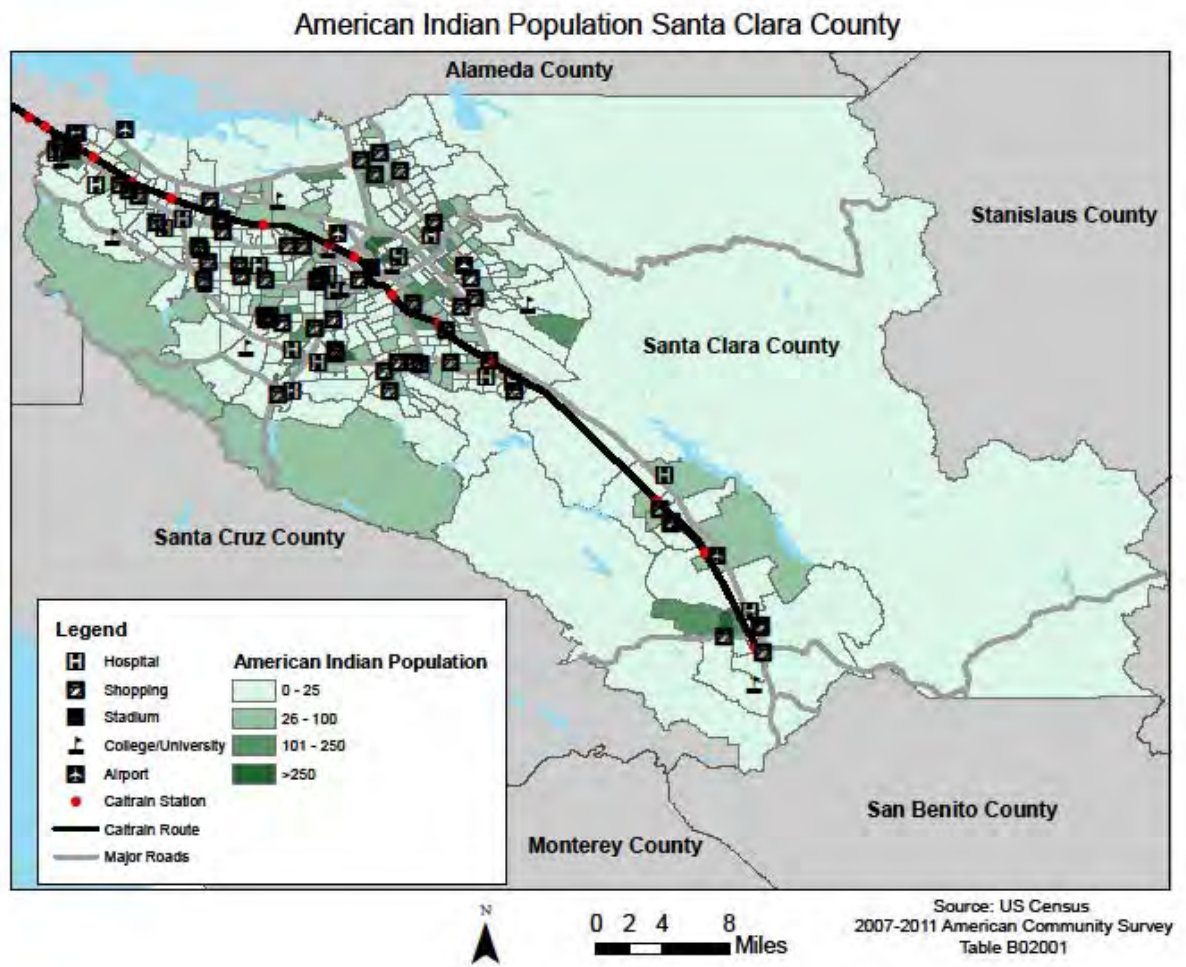 American Indian Population Santa Clara County
Alameda County
Stanislaus County
Santa Clara County
Santa Cruz County
San Benito County
Monterey County
Legend
Hospital
Shopping
Stadium
College/University
Airport
Caltrain Station
Caltrain Route
Major Roads
American Indian Population
0 - 25
26 - 100
101 - 250
>250
N
0 2 4 8
Miles
Source: US Census
2007-2011 American Community Survey
Table B02001